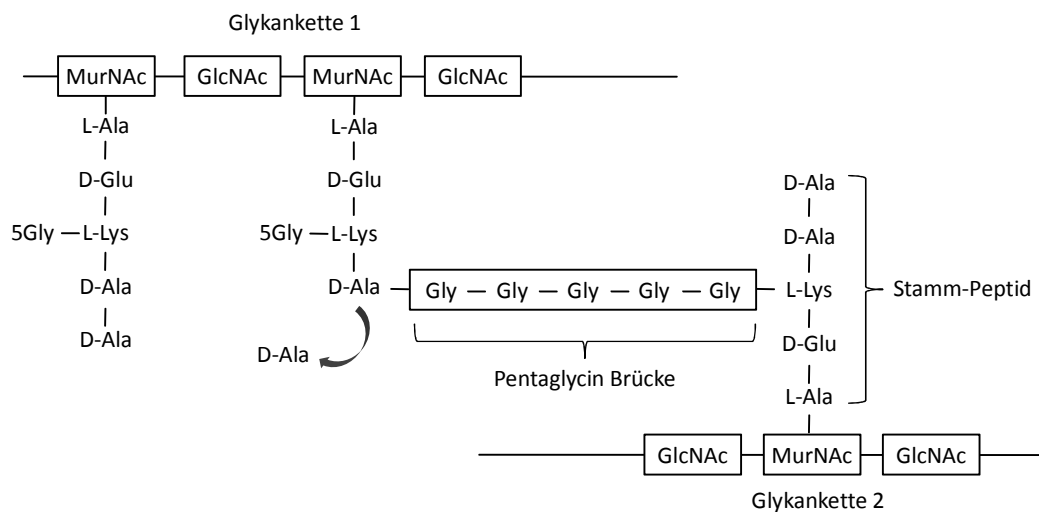 Glykankette 1
MurNAc GlcNAc MurNAc GlcNAc
L-Ala L-Ala
D-Glu D-Glu D-Ala
5Gly — L-Lys 5Gly — L-Lys D-Ala
D-Ala D-Ala Gly — Gly — Gly — Gly — Gly L-Lys Stamm-Peptid
D-Ala D-Ala D-Glu
Pentaglycin Brücke
L-Ala
GlcNAc MurNAc GlcNAc
Glykankette 2